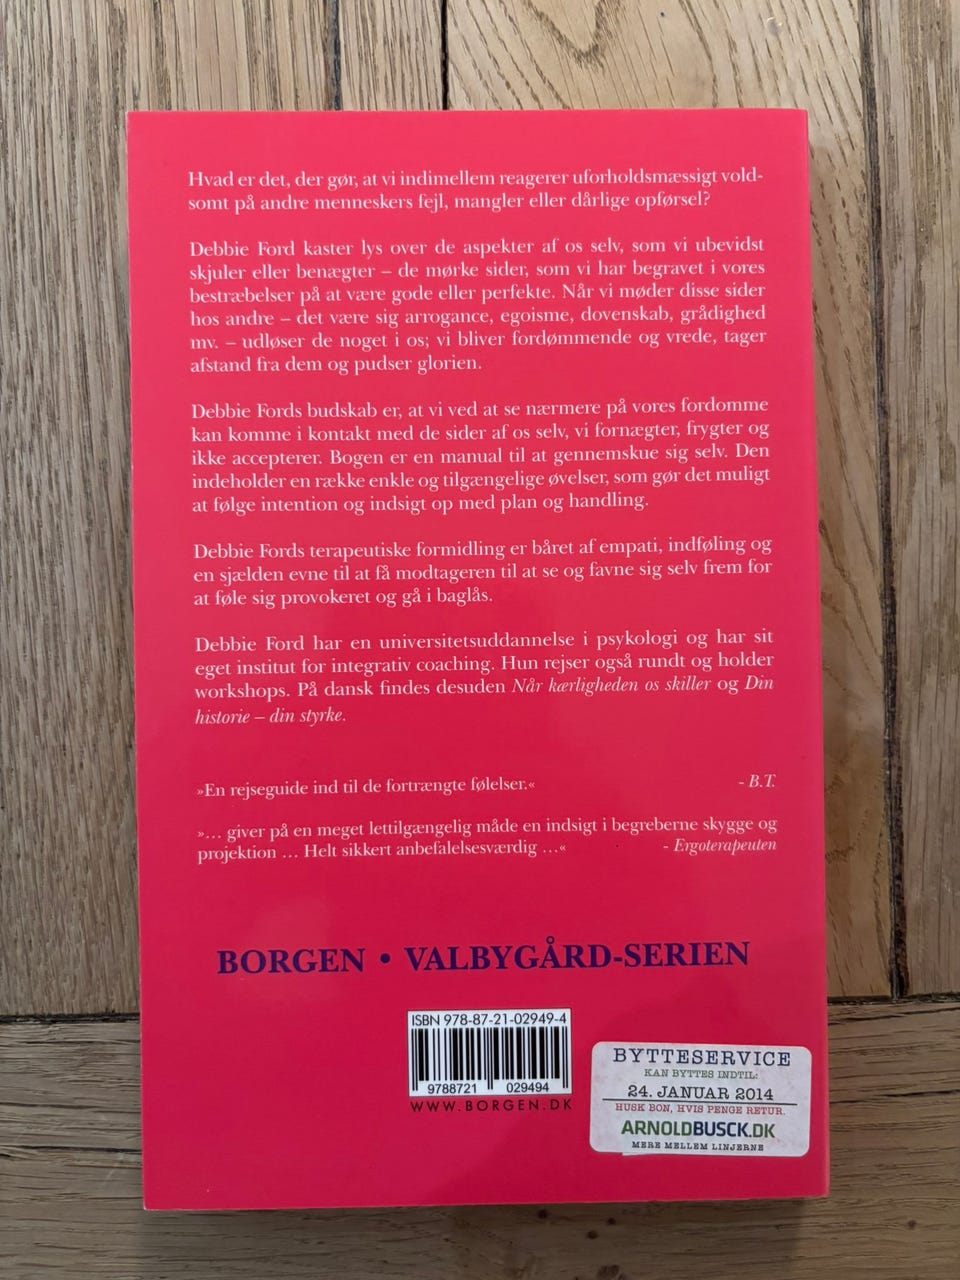 Hvad er det, der gør, at vi indimellem reagerer uforholdsmæssigt vold-
somt på andre menneskers fejl, mangler eller dårlige opførsel?
Debbie Ford kaster lys over de aspekter af os selv, som vi ubevidst
skjuler eller benægter – de mørke sider, som vi har begravet i vores
bestræbelser på at være gode eller perfekte. Når vi møder disse sider
hos andre – det være sig arrogance, egoisme, dovenskab, grådighed
mv. – udløser de noget i os; vi bliver fordømmende og vrede, tager
afstand fra dem og pudser glorien.
Debbie Fords budskab er, at vi ved at se nærmere på vores fordomme
kan komme i kontakt med de sider af os selv, vi fornægter, frygter og
ikke accepterer. Bogen er en manual til at gennemskue sig selv. Den
indeholder en række enkle og tilgængelige øvelser, som gør det muligt
at følge intention og indsigt op med plan og handling.
Debbie Fords terapeutiske formidling er båret af empati, indføling og
en sjælden evne til at få modtageren til at se og favne sig selv frem for
at føle sig provokeret og gå i baglås.
Debbie Ford har en universitetsuddannelse i psykologi og har sit
eget institut for integrativ coaching. Hun rejser også rundt og holder
workshops. På dansk findes desuden Når kærligheden os skiller og Din
historie – din styrke.
»En rejseguide ind til de fortrængte følelser.« - B.T.
»... giver på en meget lettilgængelig måde en indsigt i begreberne skygge og
projektion ... Helt sikkert anbefalelsesværdig ...« - Ergoterapeuten
BORGEN • VALBYGÅRD-SERIEN
ISBN 978-87-21-02949-4
9788721 029494
WWW.BORGEN.DK
BYTTESERVICE
KAN BYTTES INDTIL:
24. JANUAR 2014
HUSK BON, HVIS PENGE RETUR.
ARNOLDBUSCK.DK
MERE MELLEM LINJERNE